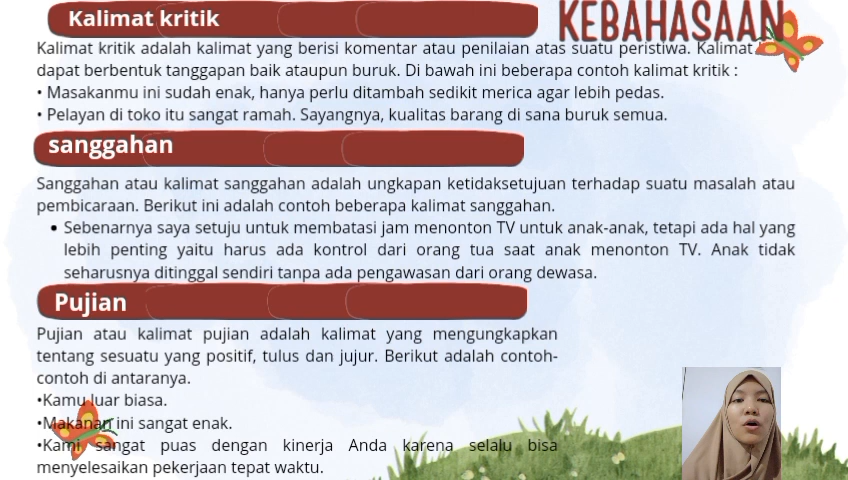 Kalimat kritik
KEBAHASAAN
Kalimat kritik adalah kalimat yang berisi komentar atau penilaian atas suatu peristiwa. Kalimat
dapat berbentuk tanggapan baik ataupun buruk. Di bawah ini beberapa contoh kalimat kritik :
• Masakanmu ini sudah enak, hanya perlu ditambah sedikit merica agar lebih pedas.
• Pelayan di toko itu sangat ramah. Sayangnya, kualitas barang di sana buruk semua.
sanggahan
Sanggahan atau kalimat sanggahan adalah ungkapan ketidaksetujuan terhadap suatu masalah atau
pembicaraan. Berikut ini adalah contoh beberapa kalimat sanggahan.
• Sebenarnya saya setuju untuk membatasi jam menonton TV untuk anak-anak, tetapi ada hal yang
lebih penting yaitu harus ada kontrol dari orang tua saat anak menonton TV. Anak tidak
seharusnya ditinggal sendiri tanpa ada pengawasan dari orang dewasa.
Pujian
Pujian atau kalimat pujian adalah kalimat yang mengungkapkan
tentang sesuatu yang positif, tulus dan jujur. Berikut adalah contoh-
contoh di antaranya.
•Kamu luar biasa.
•Makanan ini sangat enak.
•Kami sangat puas dengan kinerja Anda karena selalu bisa
menyelesaikan pekerjaan tepat waktu.